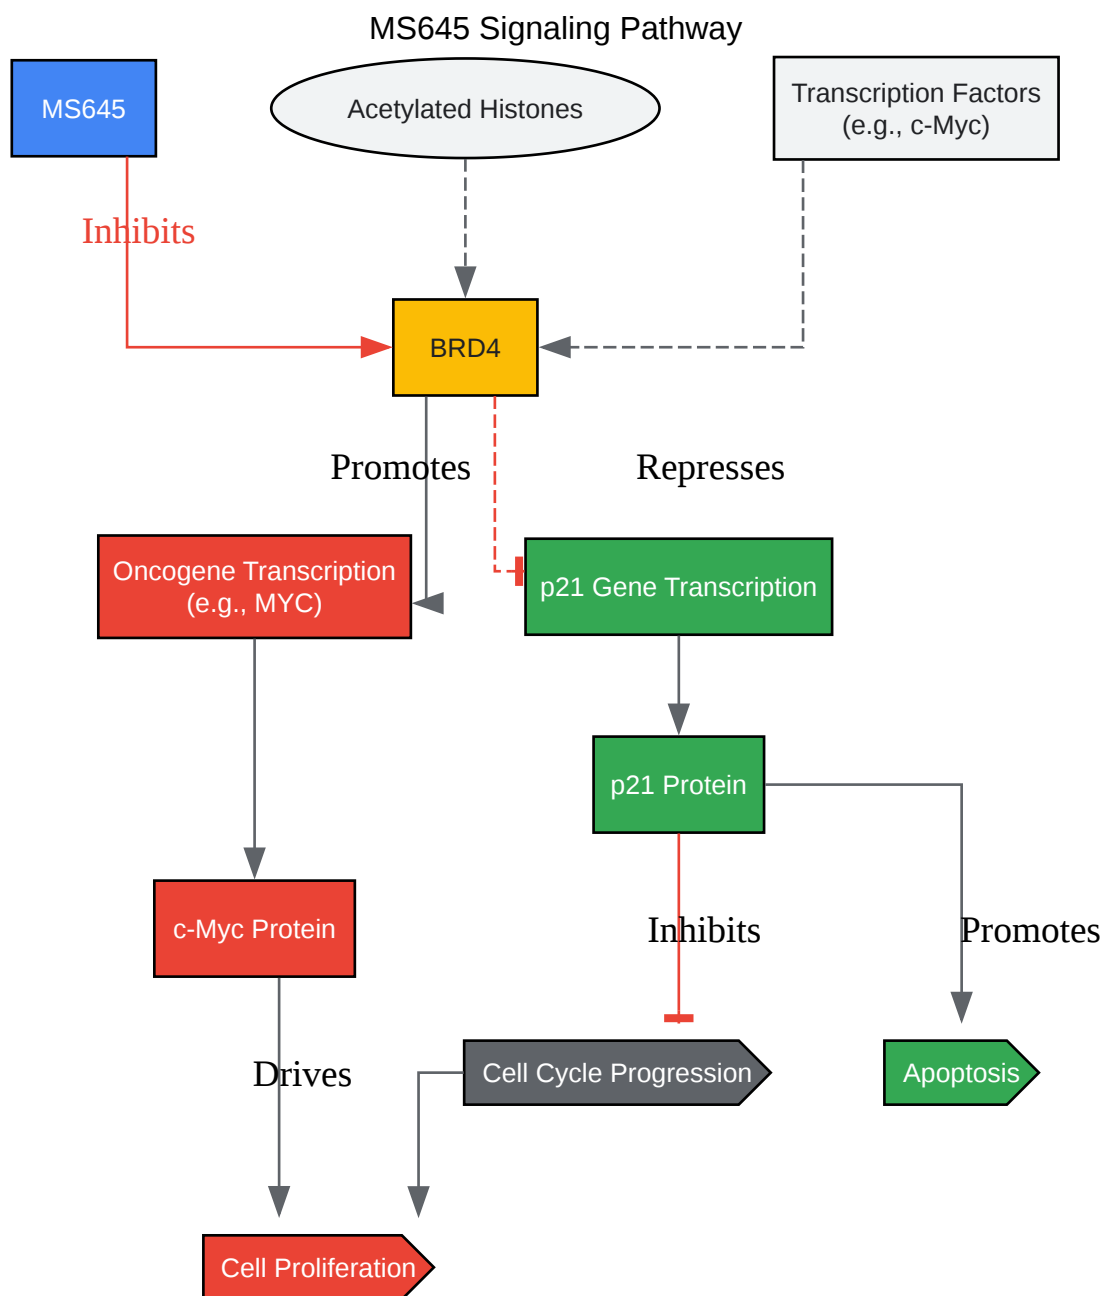 MS645 Signaling Pathway
MS645
Acetylated Histones
Transcription Factors
(e.g., c-Myc)
Inhibits
BRD4
Promotes
Represses
Oncogene Transcription
(e.g., MYC)
p21 Gene Transcription
p21 Protein
c-Myc Protein
Inhibits
Promotes
Drives
Cell Cycle Progression
Apoptosis
Cell Proliferation